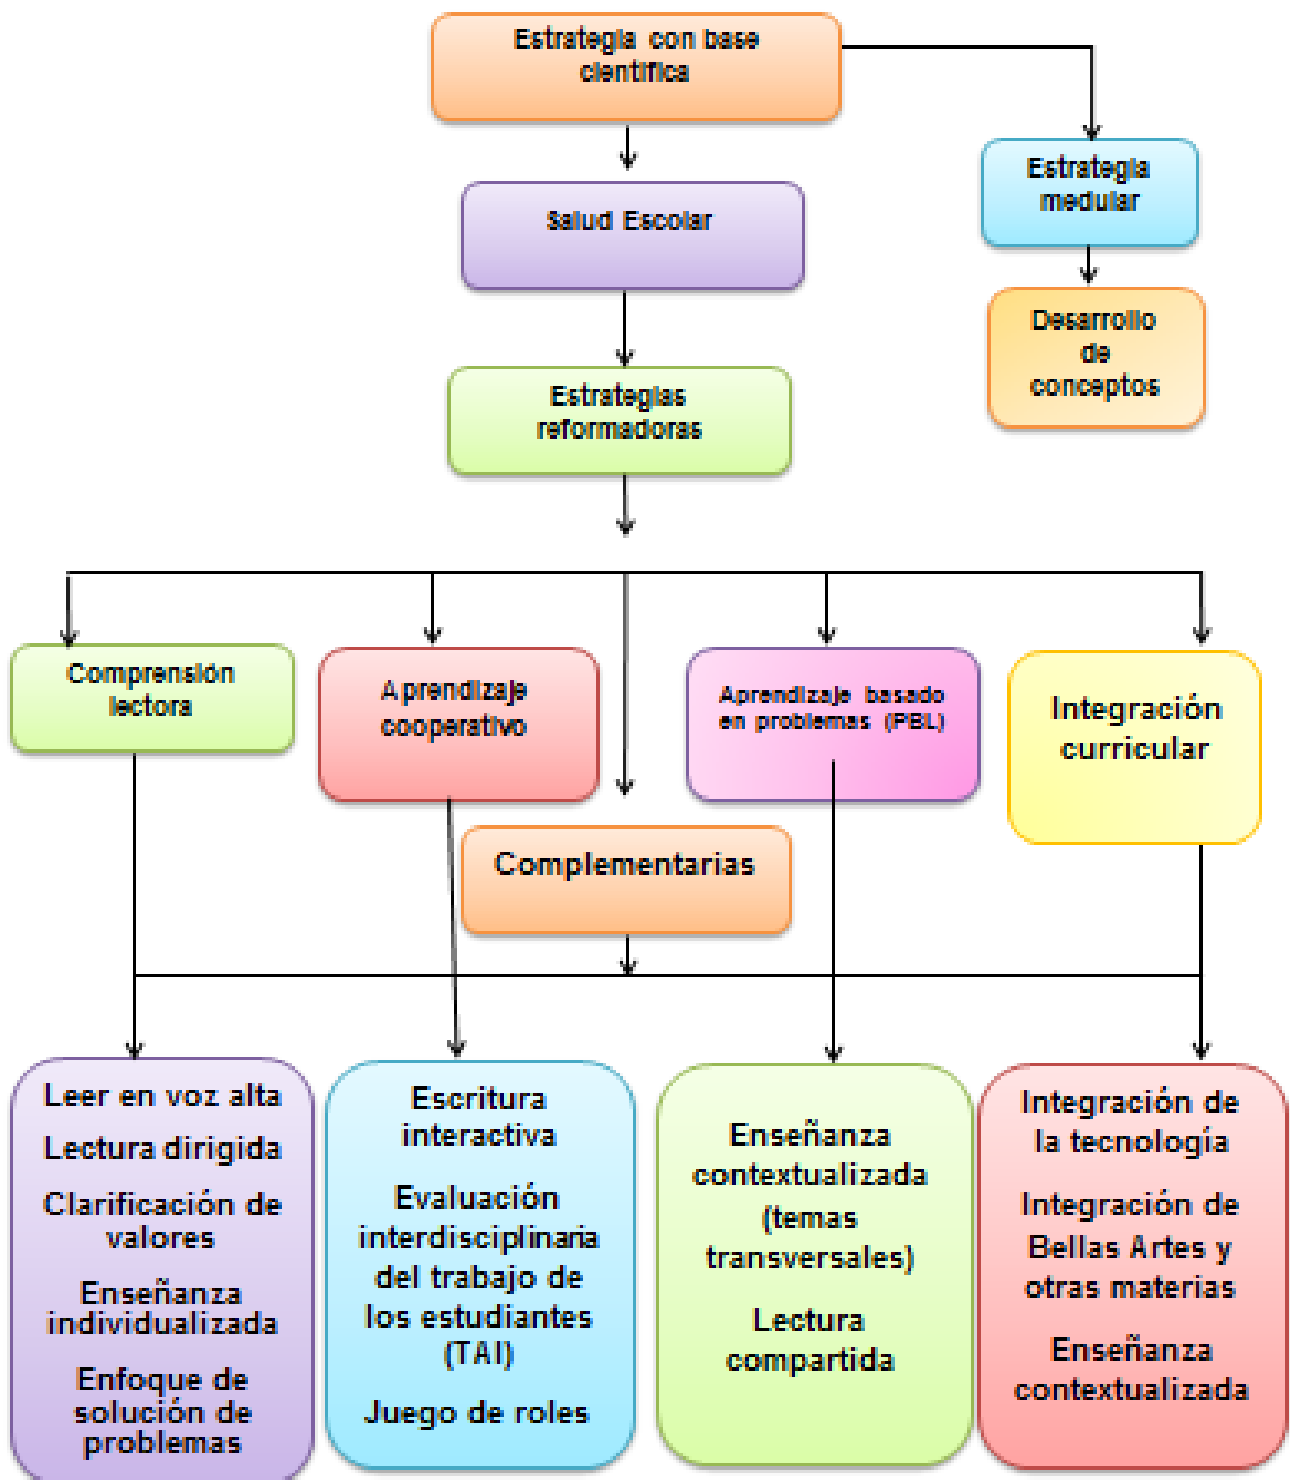 Estrategia con base
científica
Estrategia
medular
Salud Escolar
Desarrollo
de
conceptos
Estrategias
reformadoras
Comprensión
lectora
Aprendizaje
cooperativo
Aprendizaje basado
en problemas (PBL)
Integración
curricular
Complementarias
Leer en voz alta
Lectura dirigida
Clarificación de
valores
Enseñanza
individualizada
Enfoque de
solución de
problemas
Escritura
interactiva
Evaluación
interdisciplinaria
del trabajo de
los estudiantes
(TAI)
Juego de roles
Enseñanza
contextualizada
(temas
transversales)
Lectura
compartida
Integración de
la tecnología
Integración de
Bellas Artes y
otras materias
Enseñanza
contextualizada